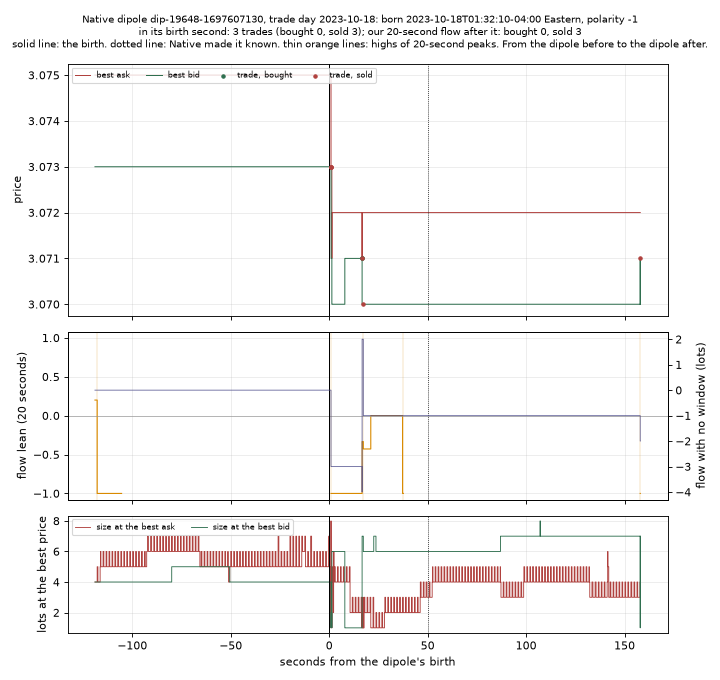 Native dipole dip-19648-1697607130, trade day 2023-10-18: born 2023-10-18T01:32:10-04:00 Eastern, polarity -1
in its birth second: 3 trades (bought 0, sold 3); our 20-second flow after it: bought 0, sold 3
solid line: the birth. dotted line: Native made it known. thin orange lines: highs of 20-second peaks. From the dipole before to the dipole after.
best ask
best bid
trade, bought
trade, sold
3.075
3.074
3.073
3.072
3.071
3.070
price
1.0
0.5
0.0
−0.5
−1.0
flow lean (20 seconds)
2
1
0
−1
−2
−3
−4
flow with no window (lots)
size at the best ask
size at the best bid
8
6
4
2
lots at the best price
−100
−50
0
50
100
150
seconds from the dipole's birth